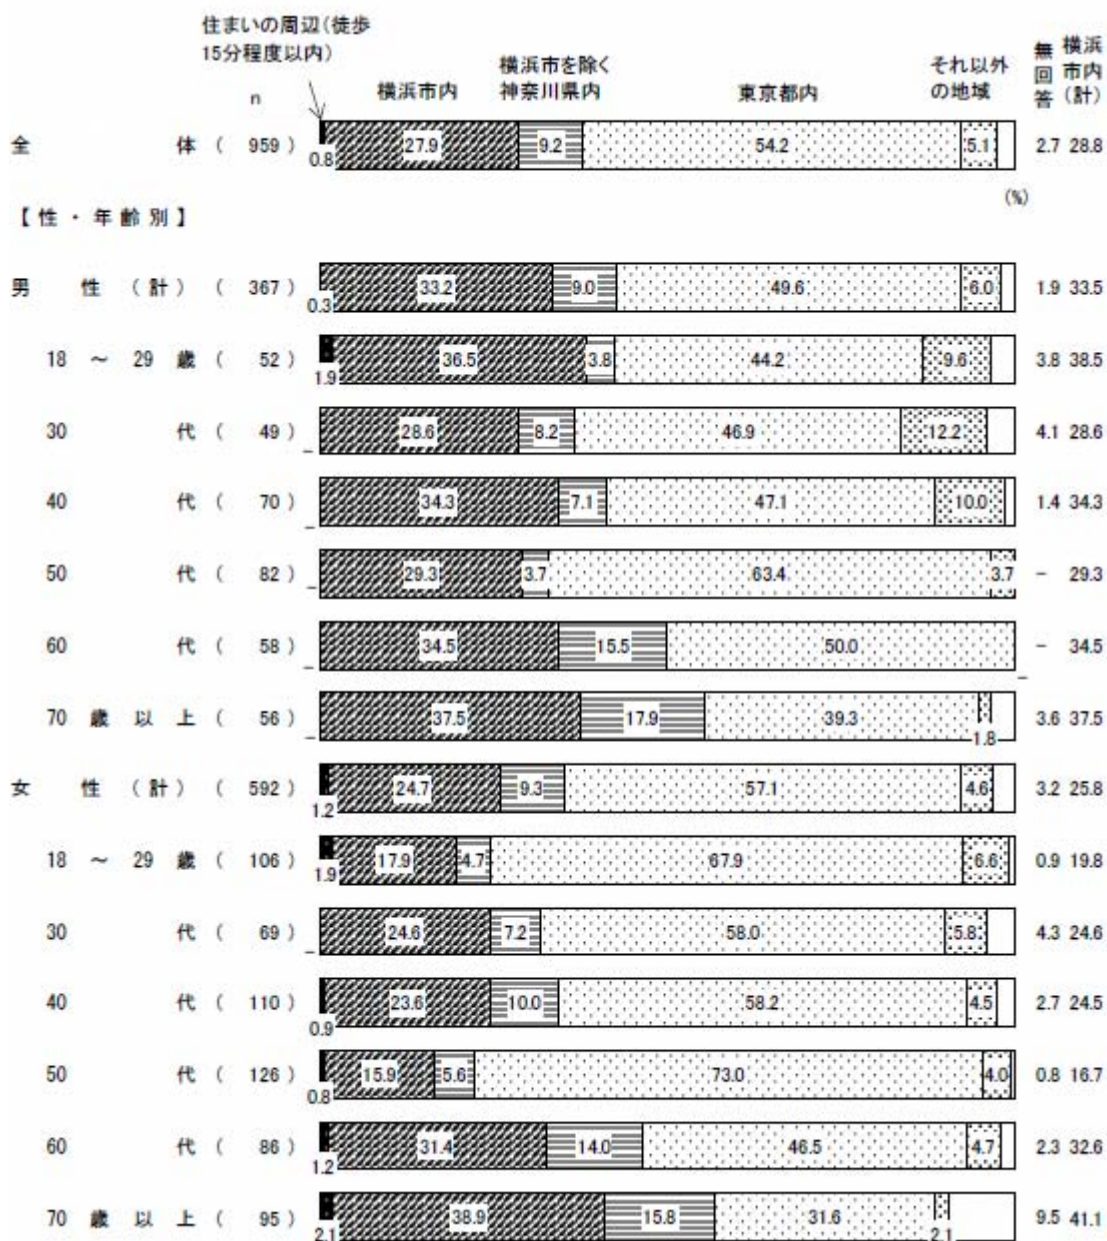 住まいの周辺(徒歩
15分程度以内)
n
横浜市内
横浜市を除く
神奈川県内
東京都内
それ以外
の地域
無回答
横浜
市内
(計)
全 体 ( 959 ) 0.8 27.9 9.2 54.2 5.1 2.7 28.8
(%)
【性・年齢別】
男 性 (計) ( 367 ) 0.3 33.2 9.0 49.6 6.0 1.9 33.5
18 ~ 29 歳 ( 52 ) 1.9 36.5 3.8 44.2 9.6 3.8 38.5
30 代 ( 49 ) - 28.6 8.2 46.9 12.2 4.1 28.6
40 代 ( 70 ) - 34.3 7.1 47.1 10.0 1.4 34.3
50 代 ( 82 ) - 29.3 3.7 63.4 3.7 - 29.3
60 代 ( 58 ) - 34.5 15.5 50.0 - - 34.5
70 歳 以 上 ( 56 ) - 37.5 17.9 39.3 1.8 3.6 37.5
女 性 (計) ( 592 ) 1.2 24.7 9.3 57.1 4.6 3.2 25.8
18 ~ 29 歳 ( 106 ) 1.9 17.9 4.7 67.9 6.6 0.9 19.8
30 代 ( 69 ) - 24.6 7.2 58.0 5.8 4.3 24.6
40 代 ( 110 ) 0.9 23.6 10.0 58.2 4.5 2.7 24.5
50 代 ( 126 ) 0.8 15.9 5.6 73.0 4.0 0.8 16.7
60 代 ( 86 ) 1.2 31.4 14.0 46.5 4.7 2.3 32.6
70 歳 以 上 ( 95 ) 2.1 38.9 15.8 31.6 2.1 9.5 41.1